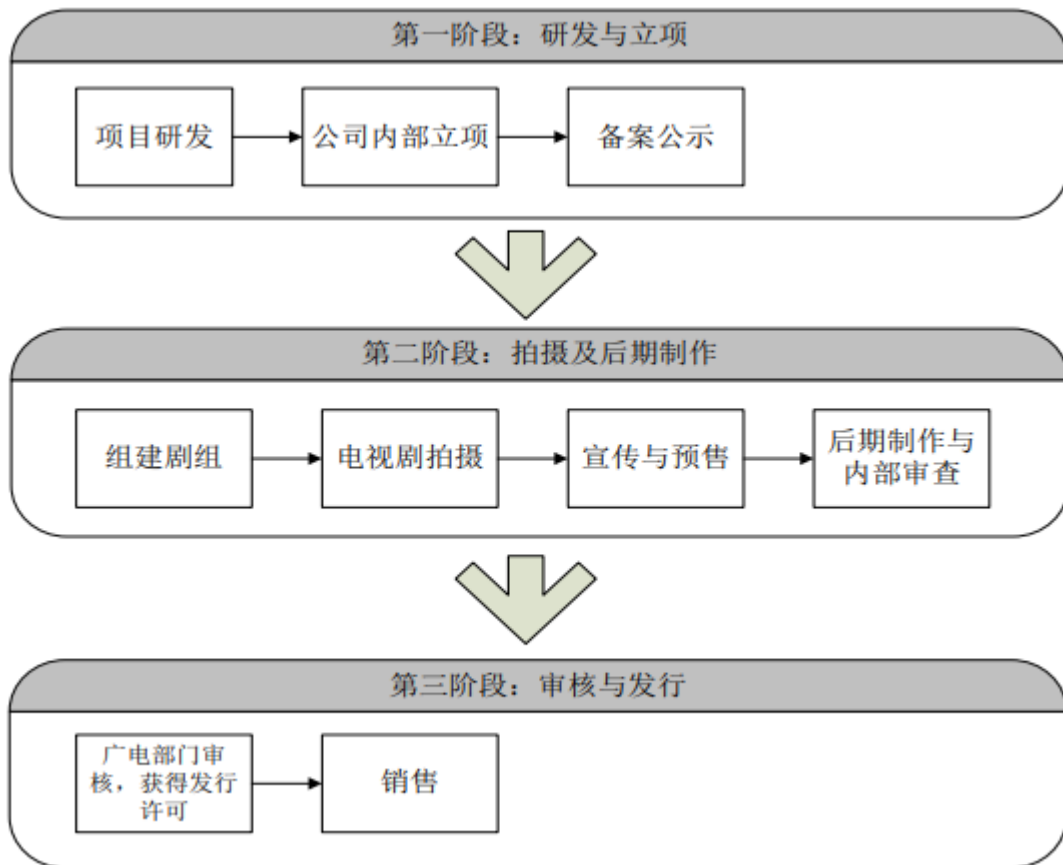 第一阶段：研发与立项
项目研发
公司内部立项
备案公示
第二阶段：拍摄及后期制作
组建剧组
电视剧拍摄
宣传与预售
后期制作与
内部审查
第三阶段：审核与发行
广电部门审
核，获得发行
许可
销售